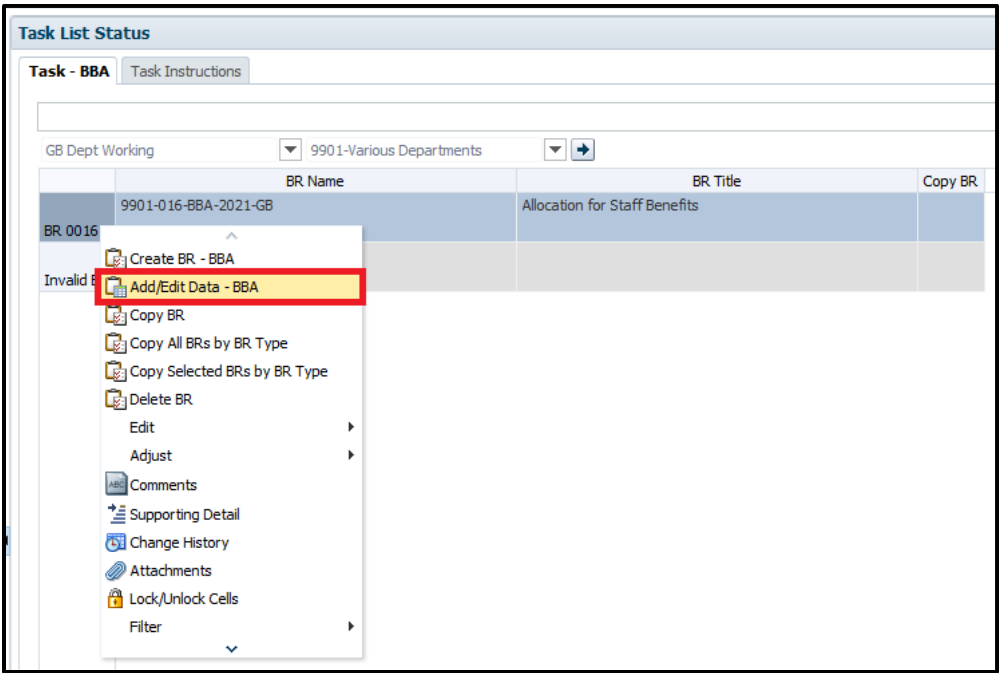 Task List Status
Task - BBA
Task Instructions
GB Dept Working
9901-Various Departments
BR Name
BR Title
Copy BR
BR 0016
9901-016-BBA-2021-GB
Allocation for Staff Benefits
Invalid
Create BR - BBA
Add/Edit Data - BBA
Copy BR
Copy All BRs by BR Type
Copy Selected BRs by BR Type
Delete BR
Edit
Adjust
ABC Comments
Supporting Detail
Change History
Attachments
Lock/Unlock Cells
Filter